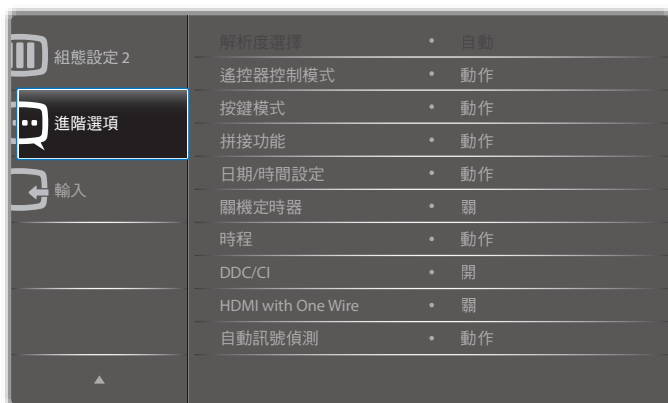 組態設定 2
進階選項
輸入
解析度選擇 • 自動
遙控器控制模式 • 動作
按鍵模式 • 動作
拼接功能 • 動作
日期/時間設定 • 動作
關機定時器 • 關
時程 • 動作
DDC/CI • 開
HDMI with One Wire • 關
自動訊號偵測 • 動作